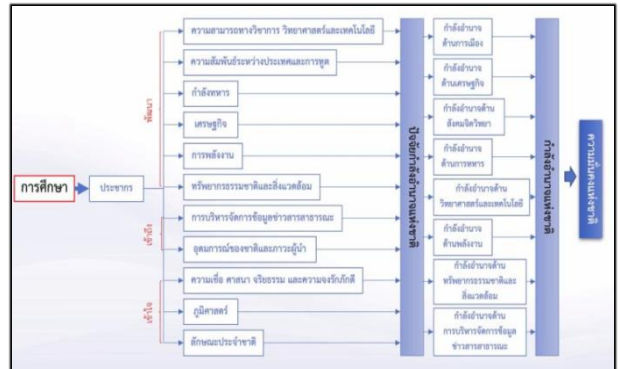 การศึกษา
ประชากร
พัฒนา
เข้าถึง
เข้าใจ
ความสามารถทางวิชาการ วิทยาศาสตร์และเทคโนโลยี
ความสัมพันธ์ระหว่างประเทศและการทูต
กำลังทหาร
เศรษฐกิจ
การพลังงาน
ทรัพยากรธรรมชาติและสิ่งแวดล้อม
การบริหารจัดการข้อมูลข่าวสารสาธารณะ
อุดมการณ์ของชาติและภาวะผู้นำ
ความเชื่อ ศาสนา จริยธรรม และความจงรักภักดี
ภูมิศาสตร์
ลักษณะประจำชาติ
ปัจจัยกำลังอำนาจแห่งชาติ
กำลังอำนาจ
ด้านการเมือง
กำลังอำนาจ
ด้านเศรษฐกิจ
กำลังอำนาจด้าน
สังคมจิตวิทยา
กำลังอำนาจ
ด้านการทหาร
กำลังอำนาจด้าน
วิทยาศาสตร์และเทคโนโลยี
กำลังอำนาจ
ด้านพลังงาน
กำลังอำนาจด้าน
ทรัพยากรธรรมชาติและ
สิ่งแวดล้อม
กำลังอำนาจด้าน
การบริหารจัดการข้อมูล
ข่าวสารสาธารณะ
กำลังอำนาจแห่งชาติ
ความมั่นคงแห่งชาติ